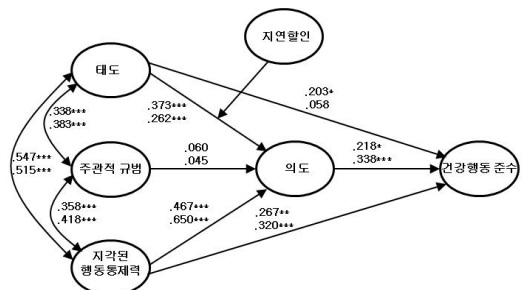 지연할인
태도
.203*
.058
.373***
.262***
.338***
.383***
.547***
.515***
주관적 규범
.060
.045
의도
.218*
.338***
건강행동 준수
.358***
.418***
.467***
.650***
.267**
.320***
지각된
행동통제력